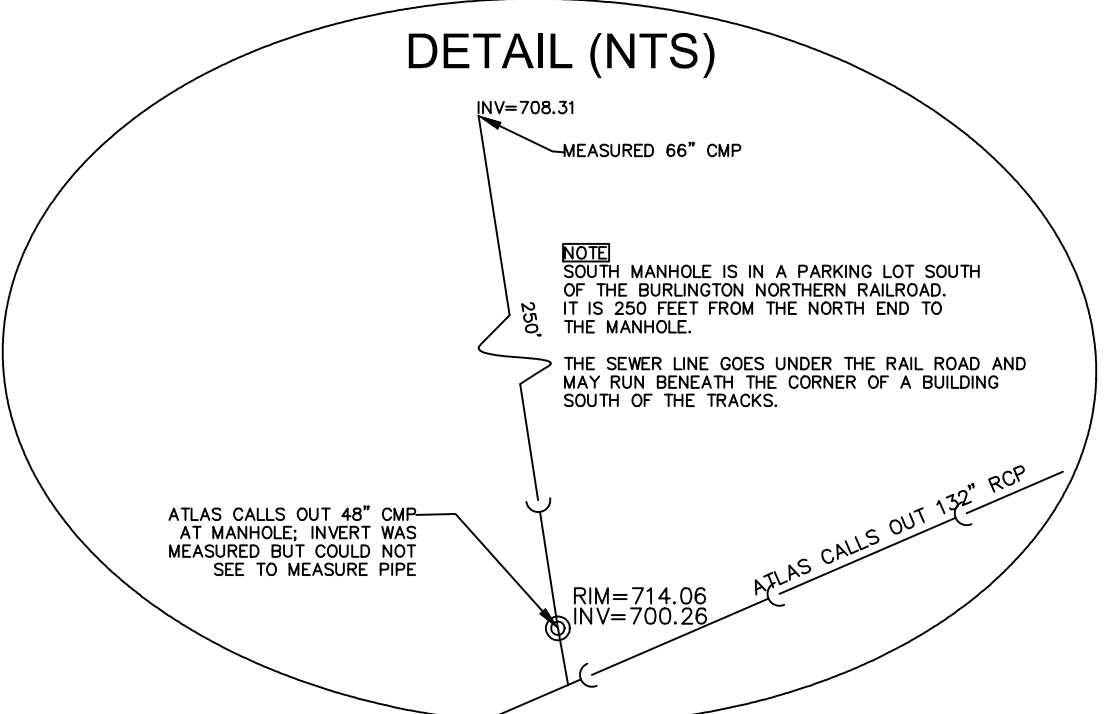 DETAIL (NTS)
INV=708.31
MEASURED 66" CMP
NOTE
SOUTH MANHOLE IS IN A PARKING LOT SOUTH
OF THE BURLINGTON NORTHERN RAILROAD.
IT IS 250 FEET FROM THE NORTH END TO
THE MANHOLE.
250'
THE SEWER LINE GOES UNDER THE RAIL ROAD AND
MAY RUN BENEATH THE CORNER OF A BUILDING
SOUTH OF THE TRACKS.
ATLAS CALLS OUT 132" RCP
ATLAS CALLS OUT 48" CMP
AT MANHOLE; INVERT WAS
MEASURED BUT COULD NOT
SEE TO MEASURE PIPE
RIM=714.06
INV=700.26